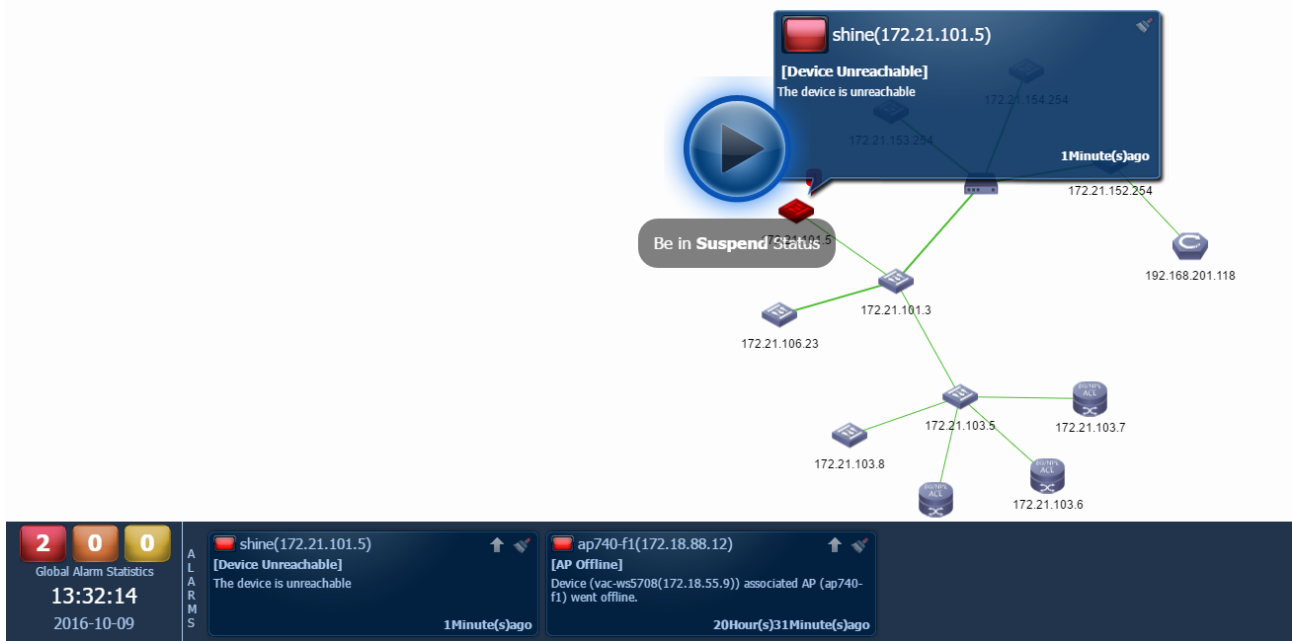 shine(172.21.101.5)
[Device Unreachable]
The device is unreachable
172.21.154.254
172.21.153.254
1Minute(s)ago
172.21.152.254
172.21.101.5
Be in Suspend Status
192.168.201.118
172.21.101.3
172.21.106.23
172.21.103.5
172.21.103.7
172.21.103.8
172.21.103.6
2 0 0
Global Alarm Statistics
13:32:14
2016-10-09
ALARMS
shine(172.21.101.5)
[Device Unreachable]
The device is unreachable
1Minute(s)ago
ap740-f1(172.18.88.12)
[AP Offline]
Device (vac-ws5708(172.18.55.9)) associated AP (ap740-
f1) went offline.
20Hour(s)31Minute(s)ago